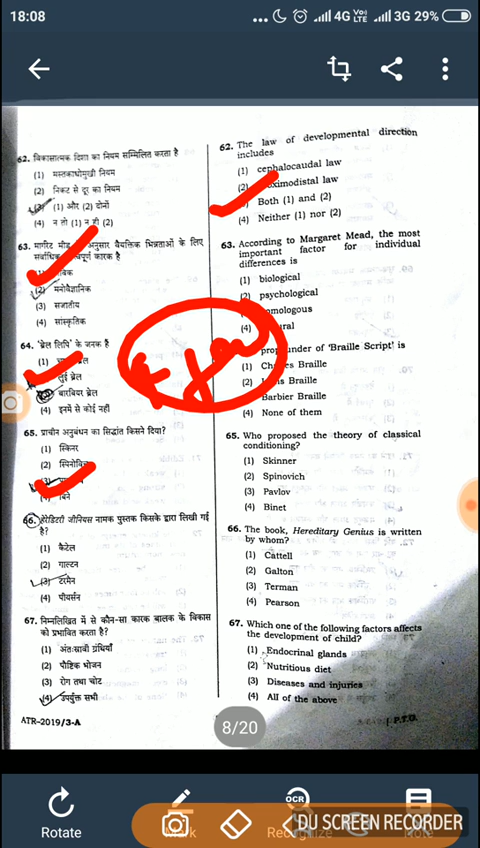 18:08
4G VoLTE 3G 29%
62. विकासात्मक दिशा का नियम सम्मिलित करता है
(1) मस्तकाधोमुखी नियम
(2) निकट से दूर का नियम
(3) (1) और (2) दोनों
(4) न तो (1) न ही (2)
63. मार्गरेट मीड अनुसार वैयक्तिक भिन्नताओं के लिए
कारक है
(2) मनोवैज्ञानिक
(3) सजातीय
(4) सांस्कृतिक
64. 'ब्रेल लिपि' के जनक है
(1) ब्रेल
लुई ब्रेल
बारबियर ब्रेल
(4) इनमें से कोई नहीं
65. प्राचीन अनुबंधन का सिद्धांत किसने दिया?
(1) स्किनर
(2) स्पिनोविच
(3)
(4) बिने
66. हेरेडिटरी जीनियस नामक पुस्तक किसके द्वारा लिखी गई
है?
(1) कैटेल
(2) गाल्टन
(3) टरमेन
(4) पीयर्सन
67. निम्नलिखित में से कौन-सा कारक बालक के विकास
को प्रभावित करता है?
(1) अंतःस्रावी ग्रंथियाँ
(2) पौष्टिक भोजन
(3) रोग तथा चोट
(4) उपर्युक्त सभी
ATR-2019/3-A
62. The law of developmental direction
includes
(1) cephalocaudal law
(2) law
Both (1) and (2)
(4) Neither (1) nor (2)
63. According to Margaret Mead, the most
important factor for individual
differences is
(1) biological
(2) psychological
(4)
of 'Braille Script' is
(1) Braille
(2) Braille
Barbier Braille
(4) None of them
65. Who proposed the theory of classical
conditioning?
(1) Skinner
(2) Spinovich
(3) Pavlov
(4) Binet
66. The book, Hereditary Genius is written
by whom?
(1) Cattell
(2) Galton
(3) Terman
(4) Pearson
67. Which one of the following factors affects
the development of child?
(1) Endocrinal glands
(2) Nutritious diet
(3) Diseases and injuries
(4) All of the above
P.T.O.
8/20
OCR
Rotate
DU SCREEN RECORDER